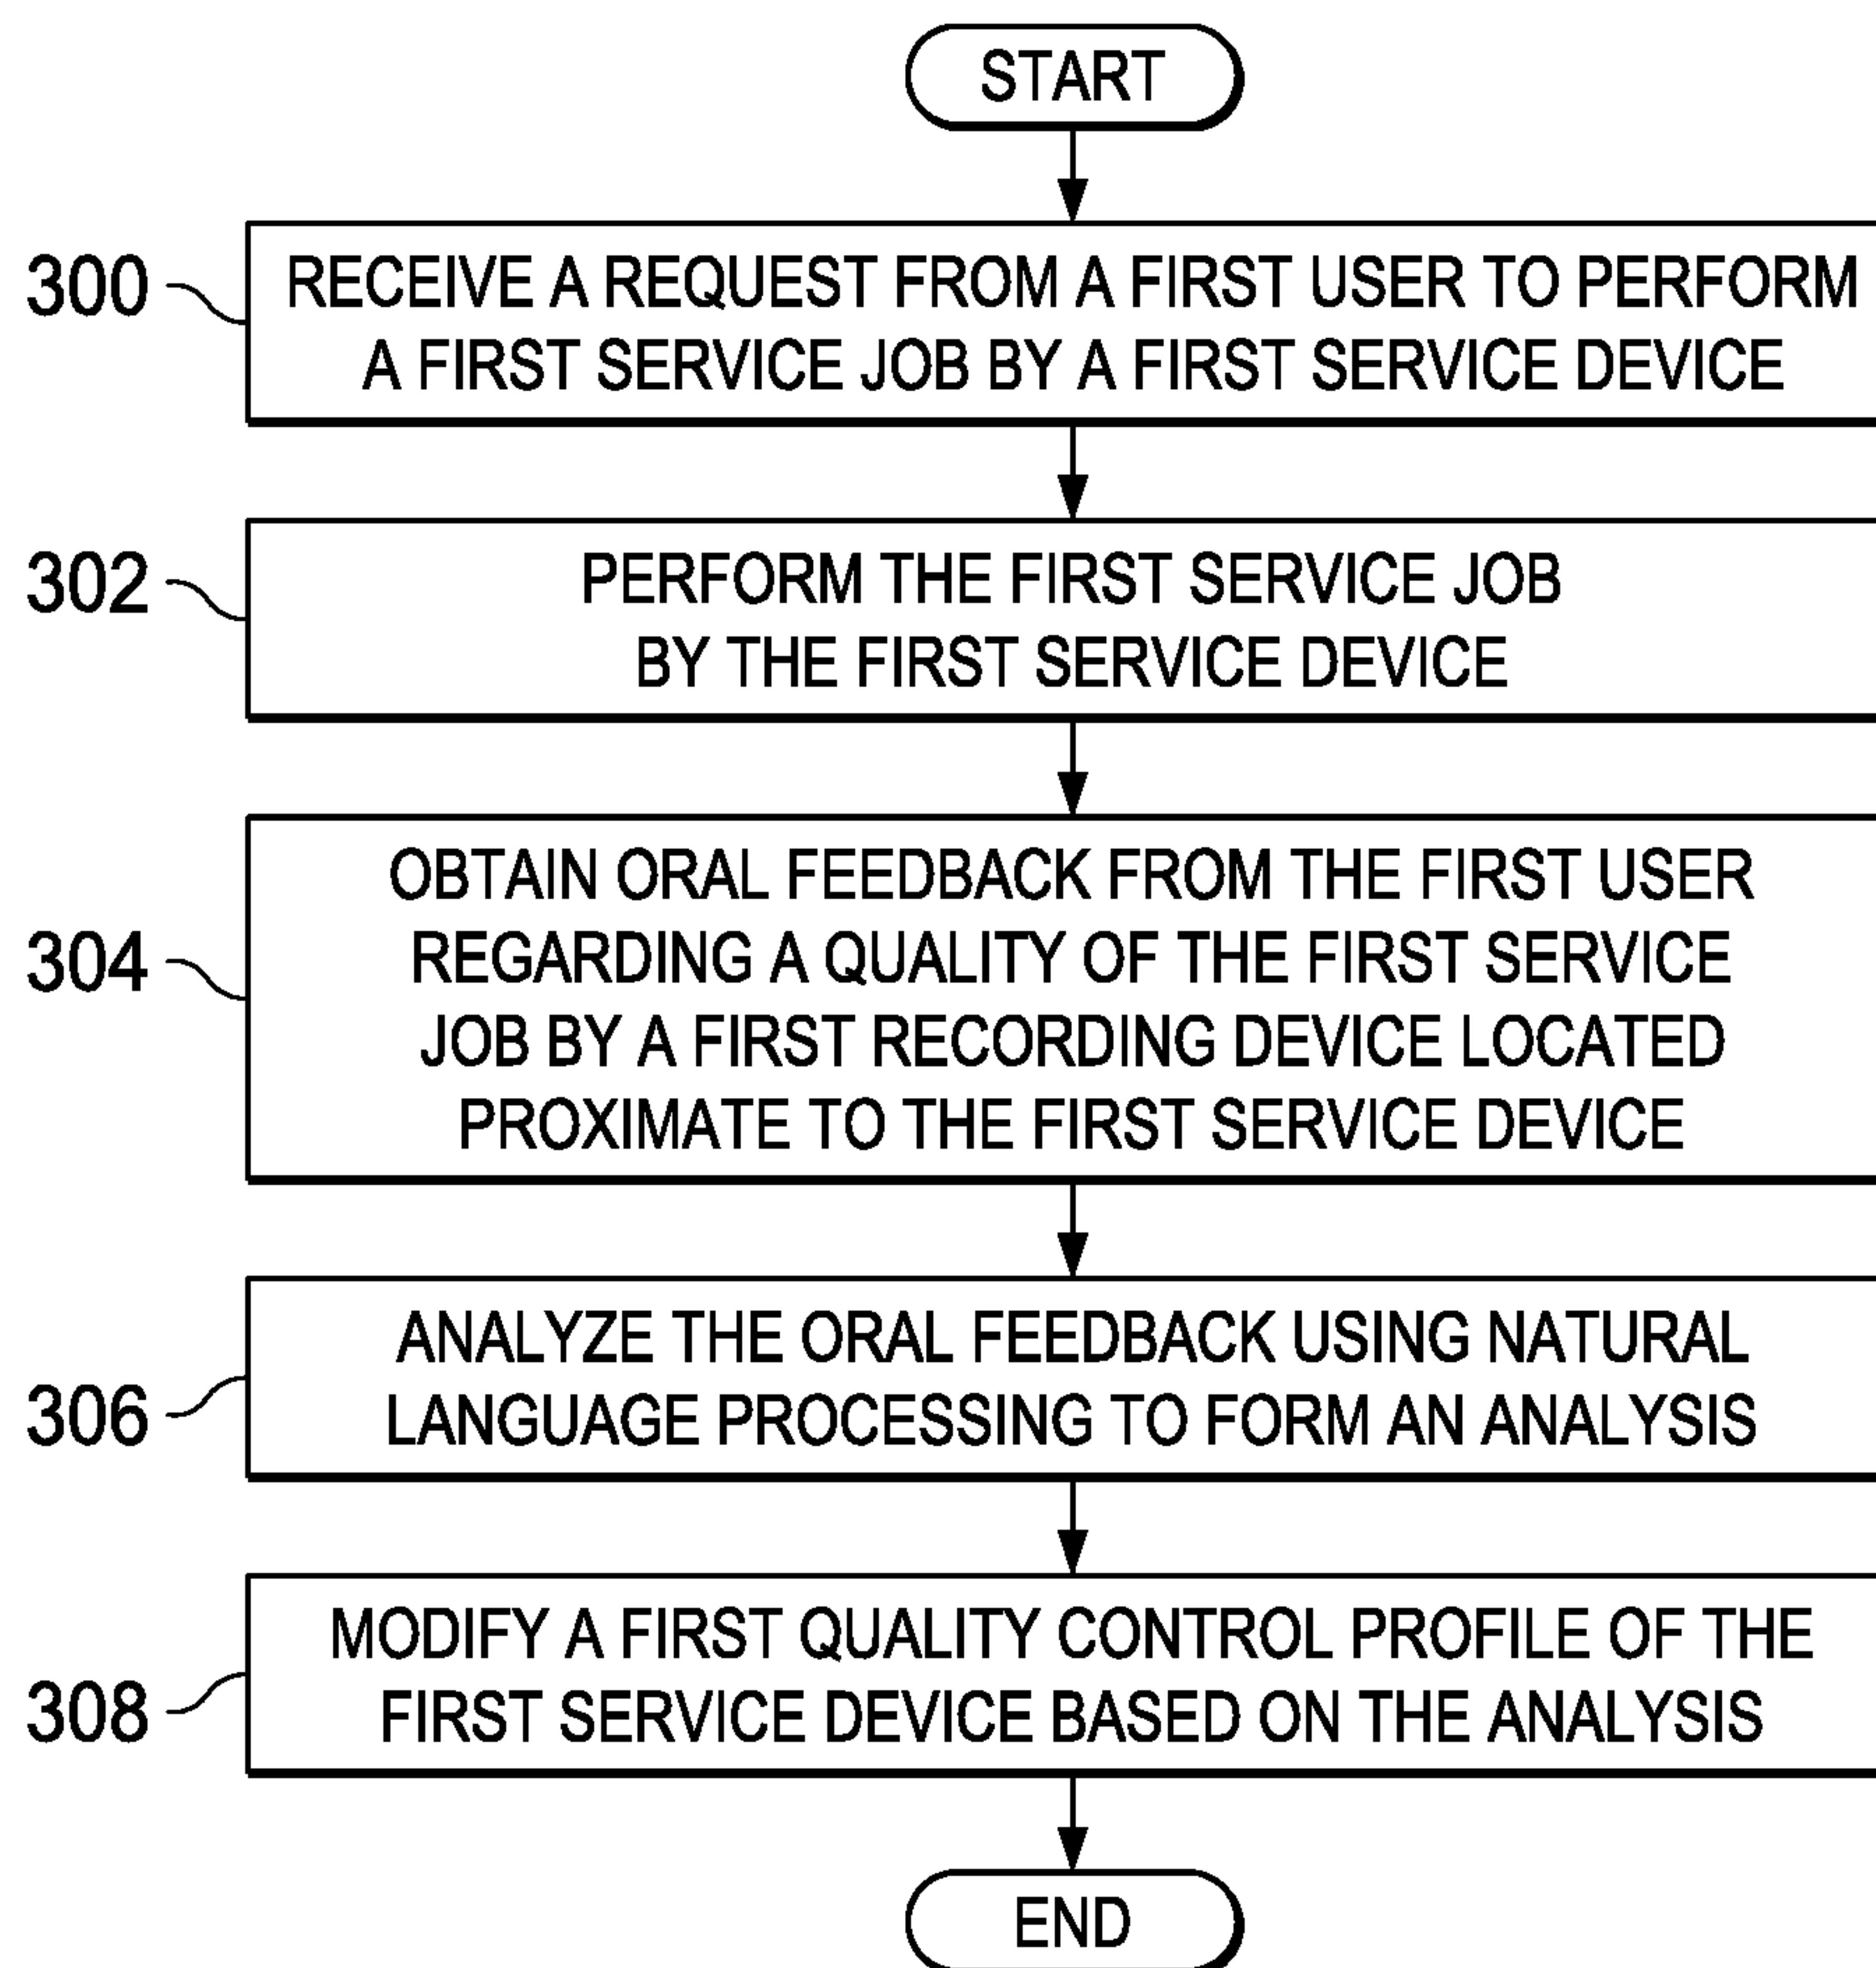 START
300
RECEIVE A REQUEST FROM A FIRST USER TO PERFORM
A FIRST SERVICE JOB BY A FIRST SERVICE DEVICE
302
PERFORM THE FIRST SERVICE JOB
BY THE FIRST SERVICE DEVICE
304
OBTAIN ORAL FEEDBACK FROM THE FIRST USER
REGARDING A QUALITY OF THE FIRST SERVICE
JOB BY A FIRST RECORDING DEVICE LOCATED
PROXIMATE TO THE FIRST SERVICE DEVICE
306
ANALYZE THE ORAL FEEDBACK USING NATURAL
LANGUAGE PROCESSING TO FORM AN ANALYSIS
308
MODIFY A FIRST QUALITY CONTROL PROFILE OF THE
FIRST SERVICE DEVICE BASED ON THE ANALYSIS
END